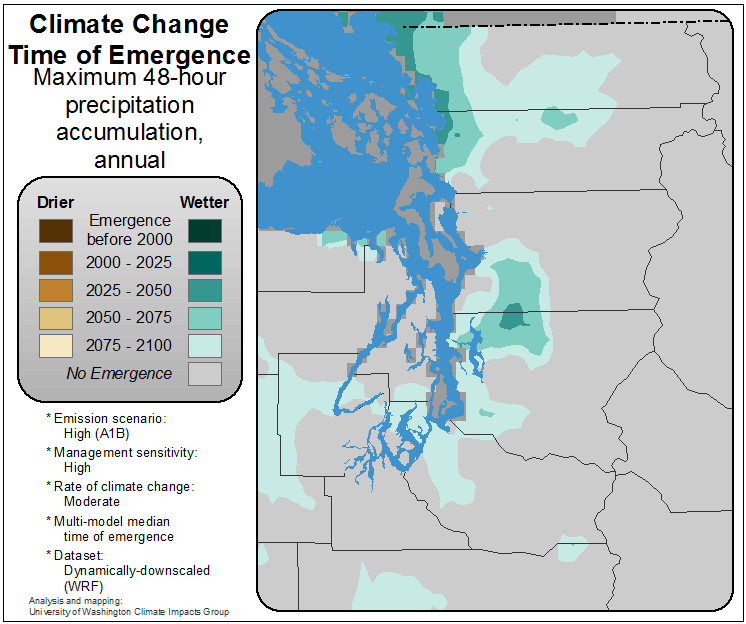 Climate Change
Time of Emergence
Maximum 48-hour
precipitation
accumulation,
annual
Drier
Wetter
Emergence
before 2000
2000 - 2025
2025 - 2050
2050 - 2075
2075 - 2100
No Emergence
* Emission scenario:
High (A1B)
* Management sensitivity:
High
* Rate of climate change:
Moderate
* Multi-model median
time of emergence
* Dataset:
Dynamically-downscaled
(WRF)
Analysis and mapping:
University of Washington Climate Impacts Group